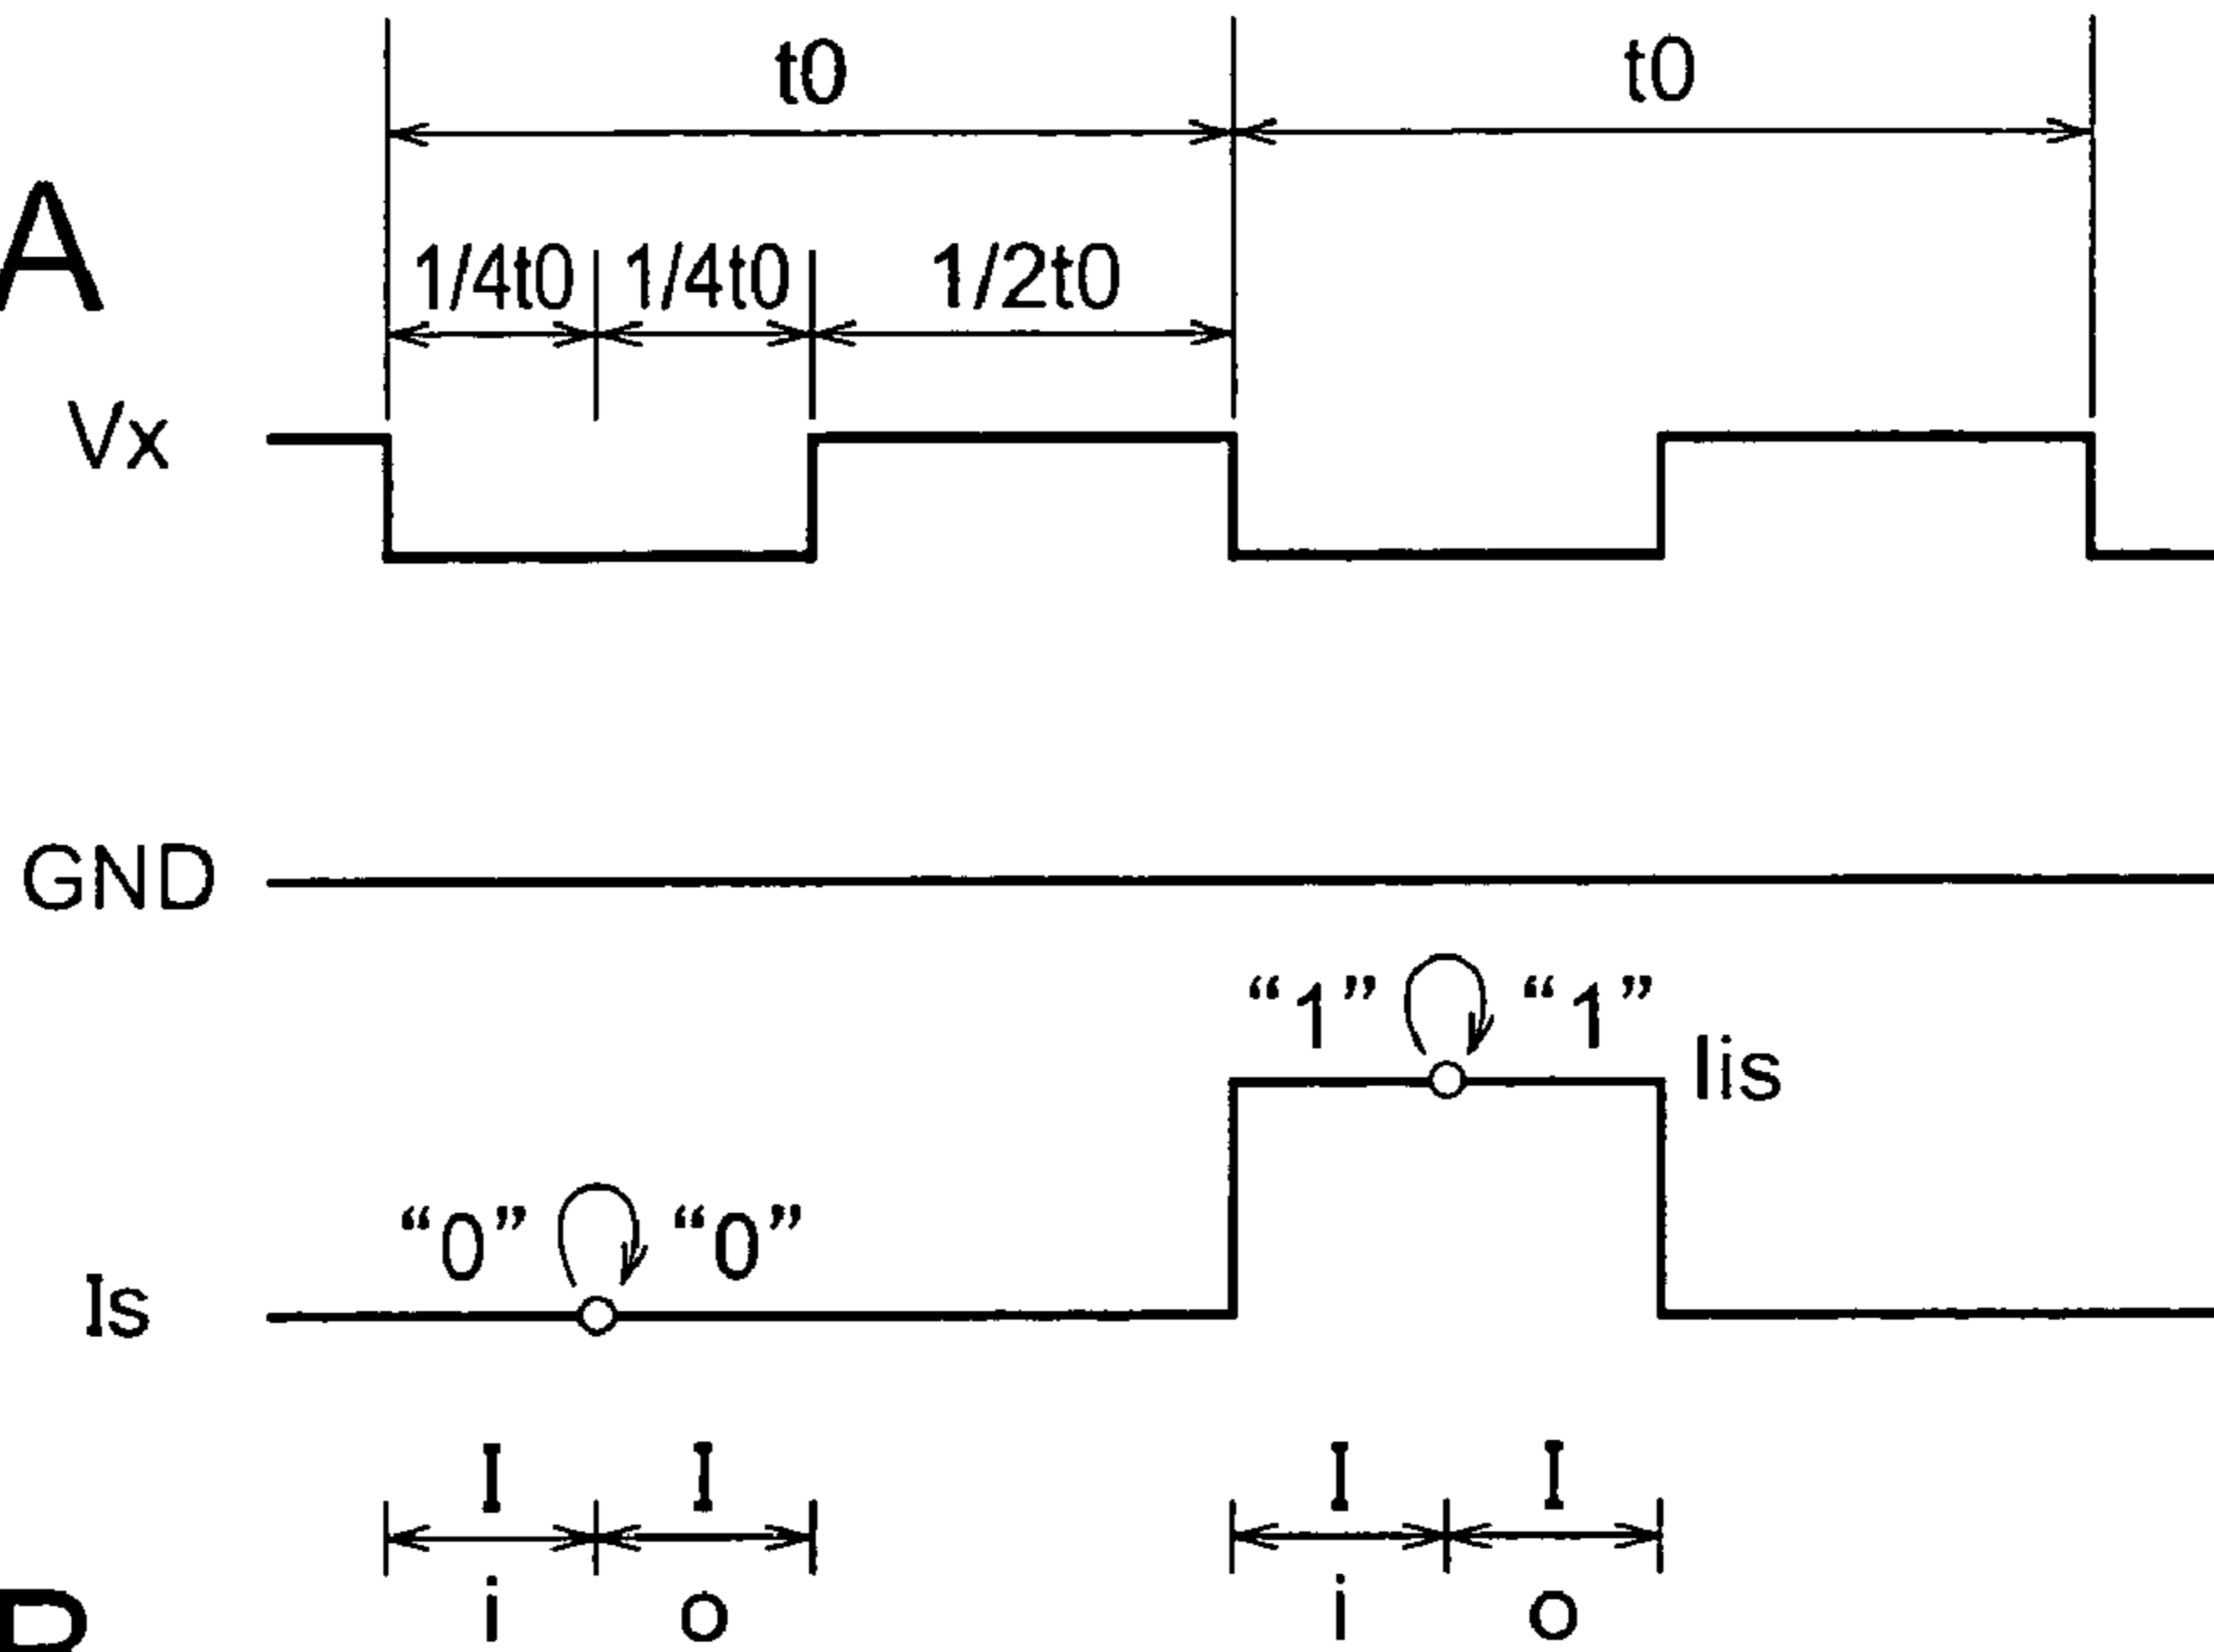 t0 t0
A
1/4t0 1/4t0 1/2t0
Vx
GND
“1” “1”
Iis
“0” “0”
Is
I I I I
i o i o